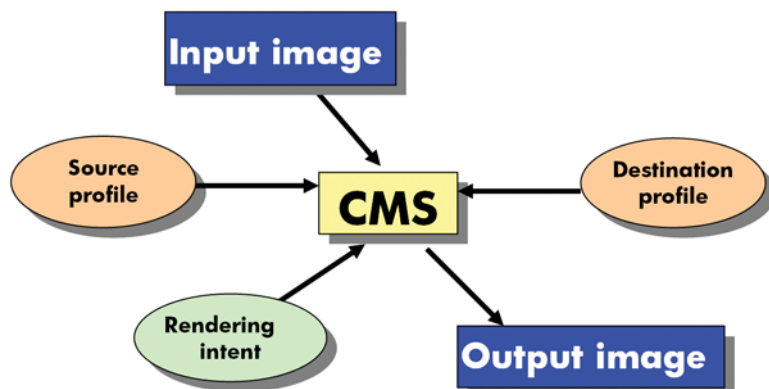 Input image
Source
profile
Destination
profile
CMS
Rendering
intent
Output image